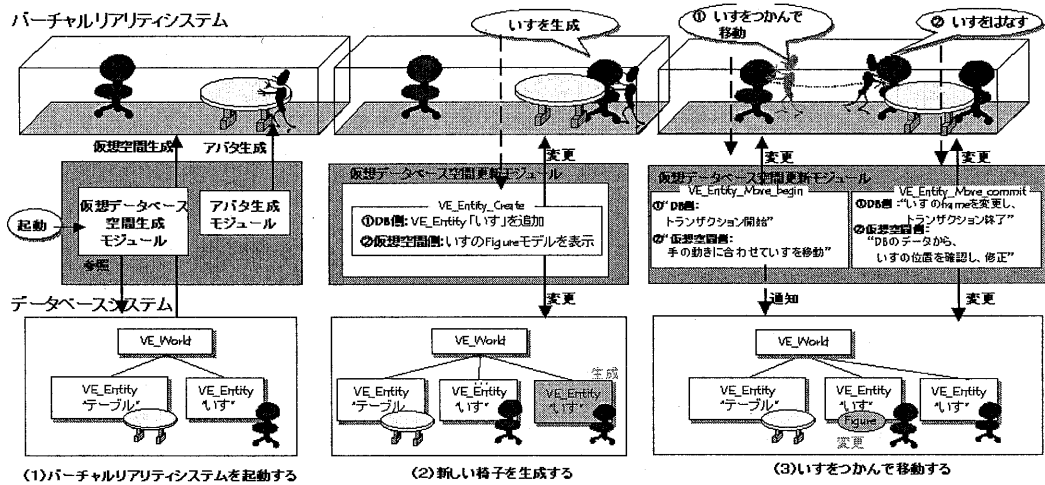 バーチャルリアリティシステム
いすを生成
① いすをつかんで
移動
② いすをはなす
仮想空間生成
アバタ生成
変更
変更
変更
起動
仮想データベース
空間生成
モジュール
アバタ生成
モジュール
参照
仮想データベース空間更新モジュール
VE_Entity_Create
①DB側: VE_Entity「いす」を追加
②仮想空間側: いすのFigureモデルを表示
仮想データベース空間更新モジュール
VE_Entity_Move_begin
①“DB側:
トランザクション開始”
②“仮想空間側:
手の動きに合わせていすを移動”
VE_Entity_Move_commit
①DB側:“いすのframeを変更し、
トランザクション終了”
②仮想空間側:
“DBのデータから、
いすの位置を確認し、修正”
データベースシステム
変更
通知
変更
VE_World
VE_Entity
“テーブル”
VE_Entity
“いす”
VE_World
VE_Entity
“テーブル”
VE_Entity
“いす”
生成
VE_Entity
“いす”
VE_World
VE_Entity
“テーブル”
VE_Entity
“いす”
Figure
変更
VE_Entity
“いす”
(1)バーチャルリアリティシステムを起動する
(2)新しい椅子を生成する
(3)いすをつかんで移動する